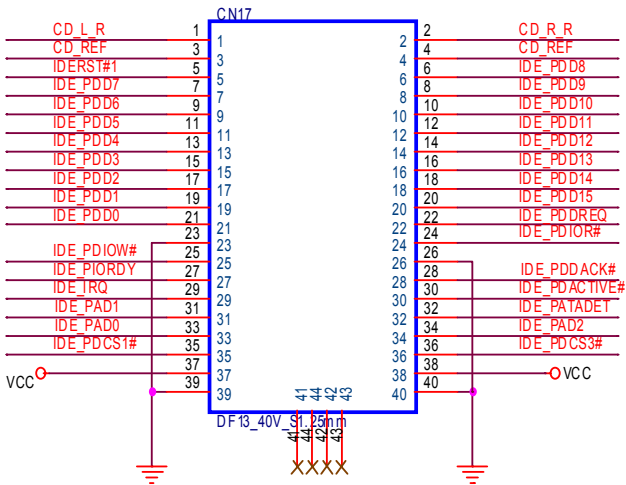 CN17
CD_L_R 1 1 2 2 CD_R_R
CD_REF 3 3 4 4 CD_REF
IDERST#1 5 5 6 6 IDE_PDD8
IDE_PDD7 7 7 8 8 IDE_PDD9
IDE_PDD6 9 9 10 10 IDE_PDD10
IDE_PDD5 11 11 12 12 IDE_PDD11
IDE_PDD4 13 13 14 14 IDE_PDD12
IDE_PDD3 15 15 16 16 IDE_PDD13
IDE_PDD2 17 17 18 18 IDE_PDD14
IDE_PDD1 19 19 20 20 IDE_PDD15
IDE_PDD0 21 21 22 22 IDE_PDDREQ
23 23 24 24 IDE_PDIOR#
IDE_PDIOW# 25 25 26 26
IDE_PIORDY 27 27 28 28 IDE_PDDACK#
IDE_IRQ 29 29 30 30 IDE_PDACTIVE#
IDE_PAD1 31 31 32 32 IDE_PATADET
IDE_PAD0 33 33 34 34 IDE_PAD2
IDE_PDCS1# 35 35 36 36 IDE_PDCS3#
VCC 37 37 38 38 VCC
39 39 40 40
41 44 42 43
DF13_40V_S1.25mm
41 44 42 43